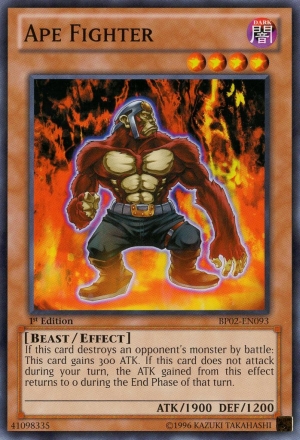 APE FIGHTER
DARK
闇
1st Edition
BP02-EN093
[BEAST / EFFECT]
If this card destroys an opponent's monster by battle:
This card gains 300 ATK. If this card does not attack
during your turn, the ATK gained from this effect
returns to 0 during the End Phase of that turn.
ATK/1900 DEF/1200
41098335
©1996 KAZUKI TAKAHASHI